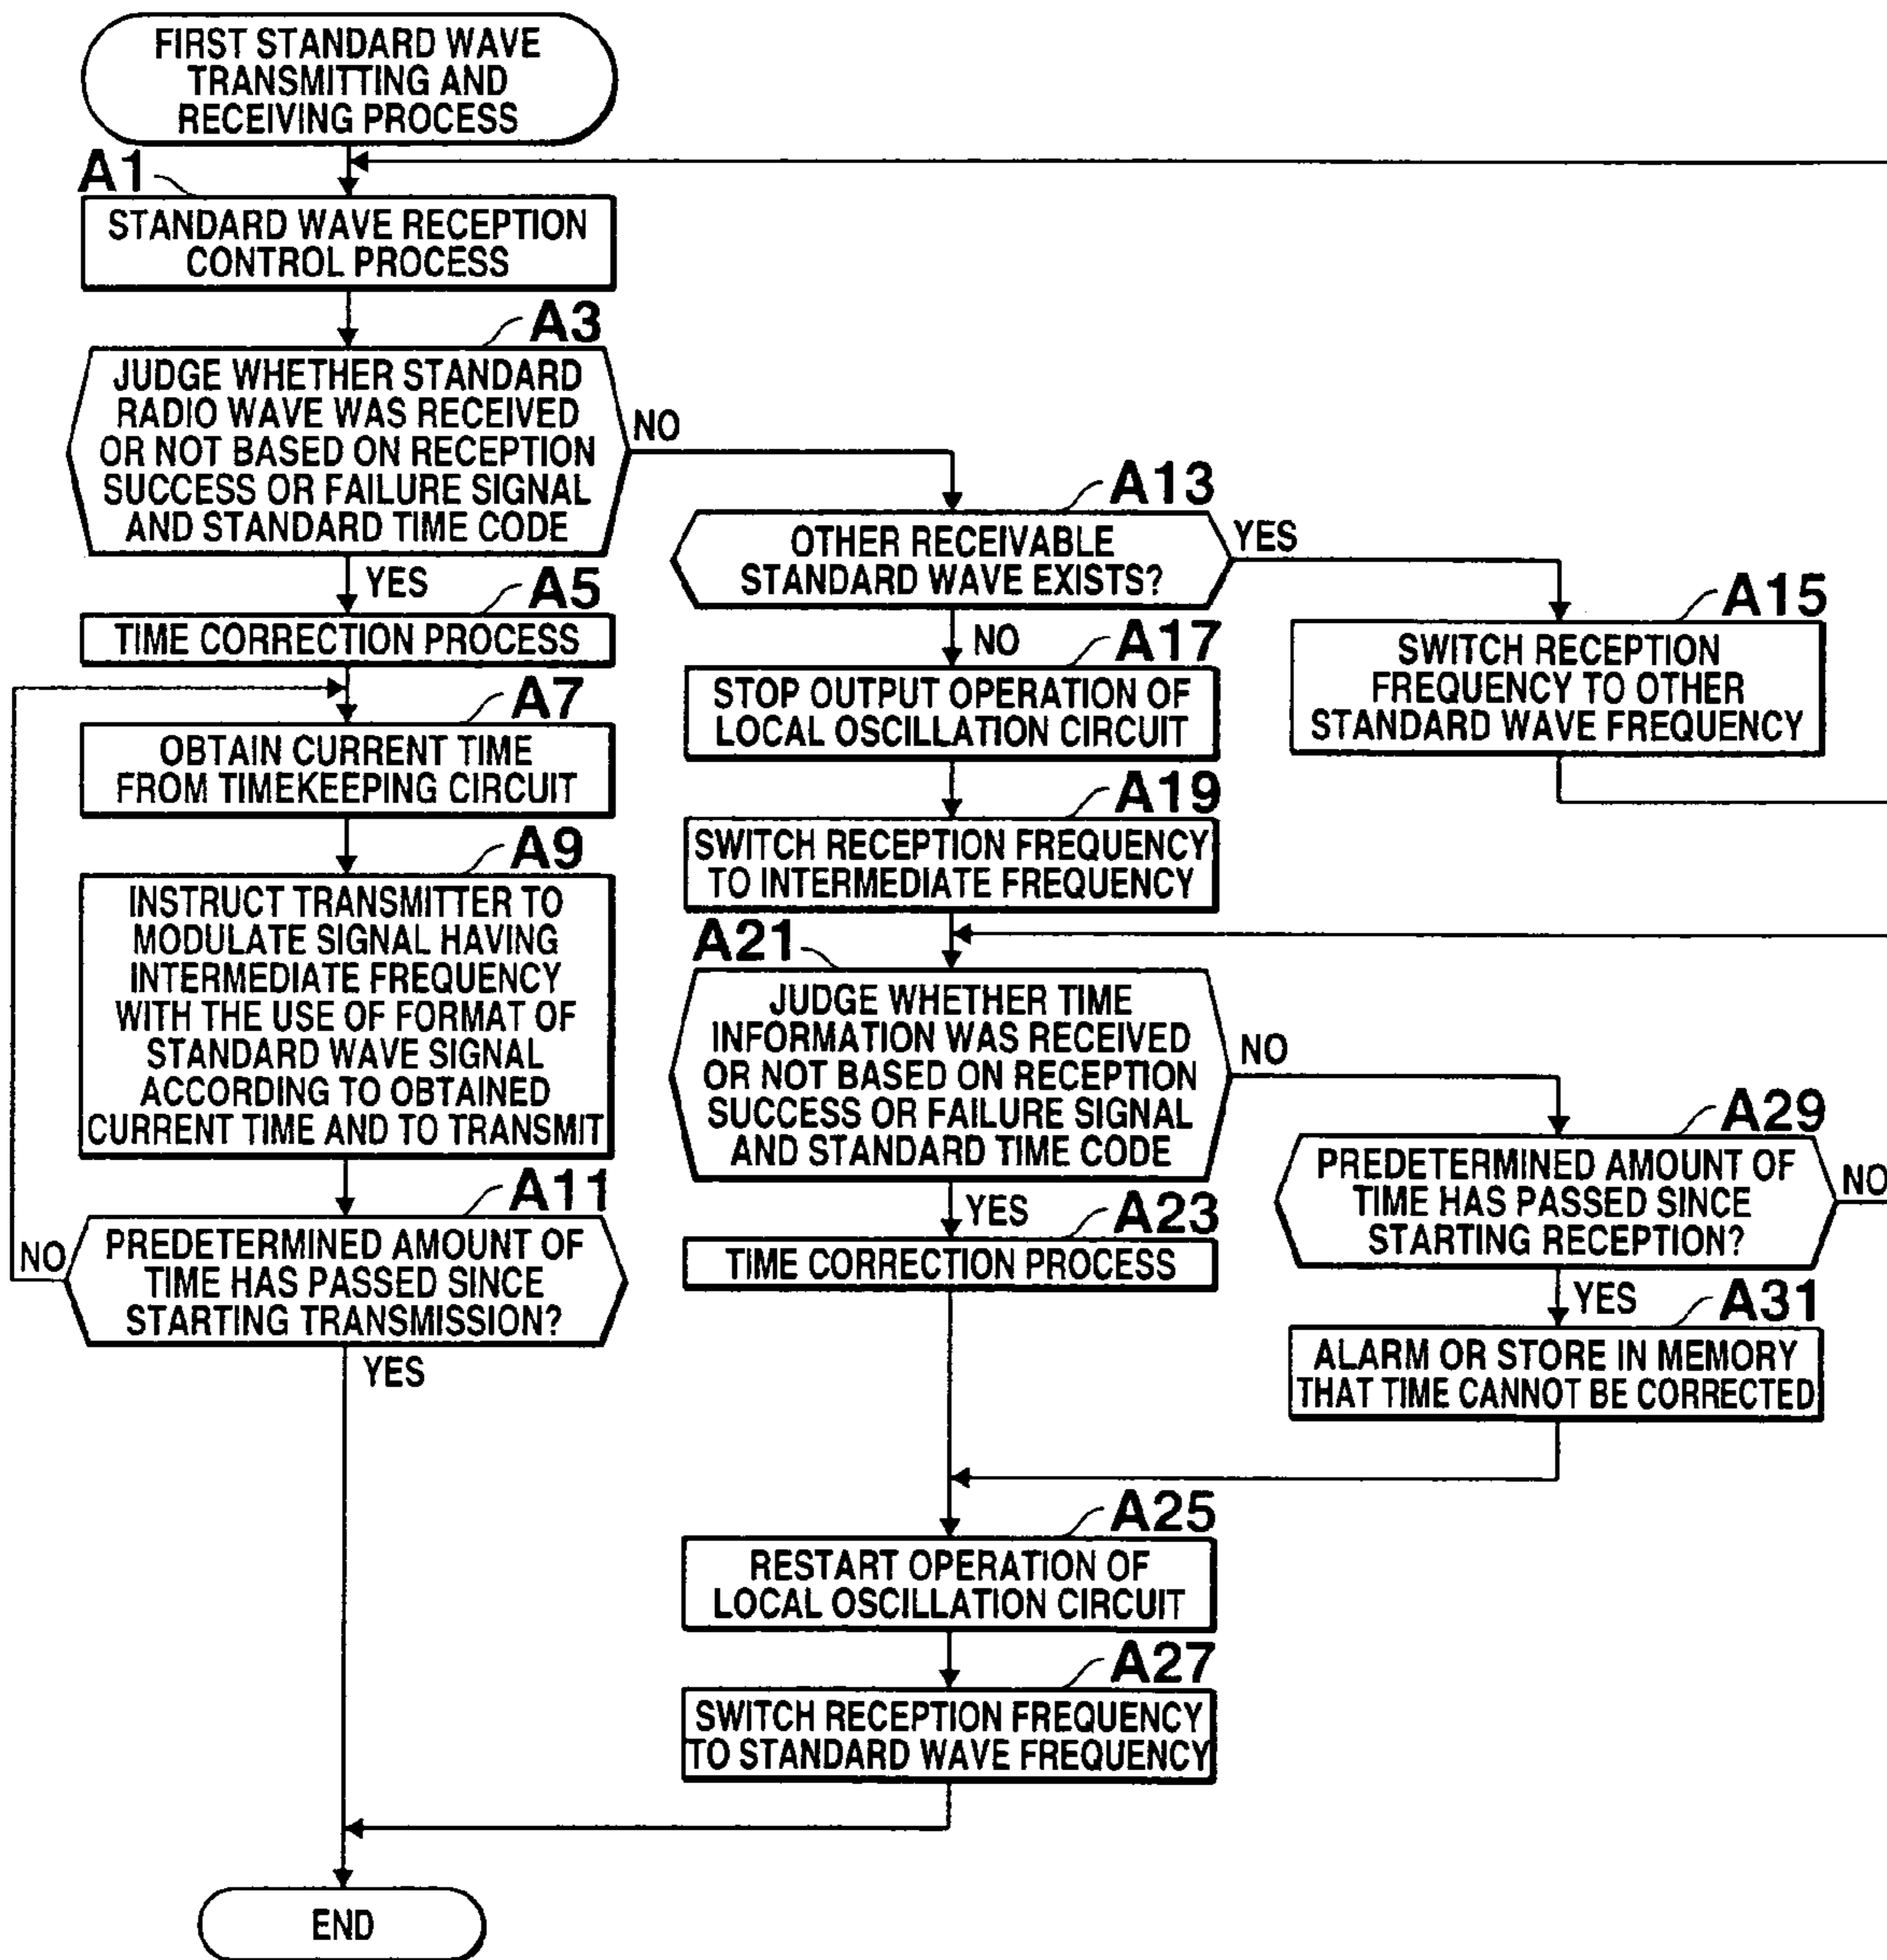 FIRST STANDARD WAVE
TRANSMITTING AND
RECEIVING PROCESS
A1
STANDARD WAVE RECEPTION
CONTROL PROCESS
A3
JUDGE WHETHER STANDARD
RADIO WAVE WAS RECEIVED
OR NOT BASED ON RECEPTION
SUCCESS OR FAILURE SIGNAL
AND STANDARD TIME CODE
NO
YES
A5
TIME CORRECTION PROCESS
A7
OBTAIN CURRENT TIME
FROM TIMEKEEPING CIRCUIT
A9
INSTRUCT TRANSMITTER TO
MODULATE SIGNAL HAVING
INTERMEDIATE FREQUENCY
WITH THE USE OF FORMAT OF
STANDARD WAVE SIGNAL
ACCORDING TO OBTAINED
CURRENT TIME AND TO TRANSMIT
A11
NO
PREDETERMINED AMOUNT OF
TIME HAS PASSED SINCE
STARTING TRANSMISSION?
YES
A13
OTHER RECEIVABLE
STANDARD WAVE EXISTS?
YES
NO
A15
SWITCH RECEPTION
FREQUENCY TO OTHER
STANDARD WAVE FREQUENCY
A17
STOP OUTPUT OPERATION OF
LOCAL OSCILLATION CIRCUIT
A19
SWITCH RECEPTION FREQUENCY
TO INTERMEDIATE FREQUENCY
A21
JUDGE WHETHER TIME
INFORMATION WAS RECEIVED
OR NOT BASED ON RECEPTION
SUCCESS OR FAILURE SIGNAL
AND STANDARD TIME CODE
NO
YES
A23
TIME CORRECTION PROCESS
A29
PREDETERMINED AMOUNT OF
TIME HAS PASSED SINCE
STARTING RECEPTION?
NO
YES
A31
ALARM OR STORE IN MEMORY
THAT TIME CANNOT BE CORRECTED
A25
RESTART OPERATION OF
LOCAL OSCILLATION CIRCUIT
A27
SWITCH RECEPTION FREQUENCY
TO STANDARD WAVE FREQUENCY
END